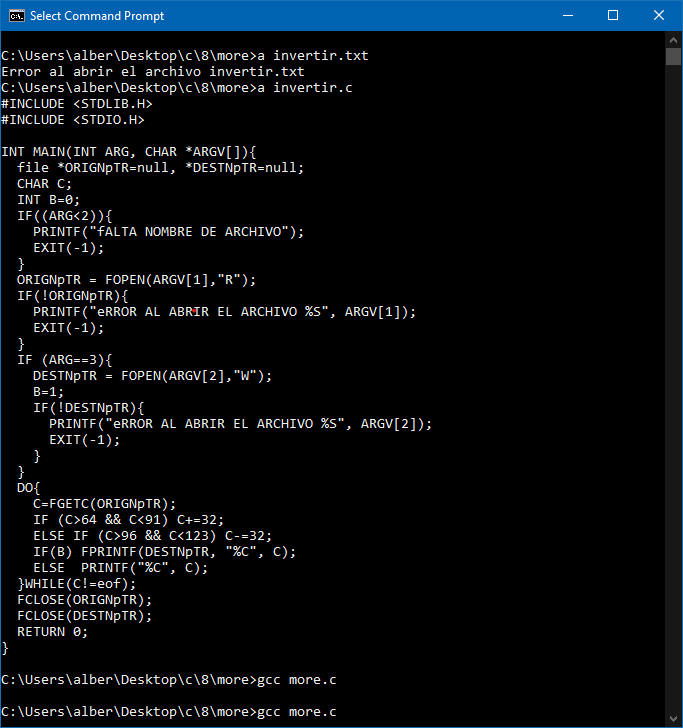 Select Command Prompt
C:\Users\alber\Desktop\c\8\more>a invertir.txt
Error al abrir el archivo invertir.txt
C:\Users\alber\Desktop\c\8\more>a invertir.c
#INCLUDE <STDLIB.H>
#INCLUDE <STDIO.H>

INT MAIN(INT ARG, CHAR *ARGV[]){
  file *ORIGNpTR=null, *DESTNpTR=null;
  CHAR C;
  INT B=0;
  IF((ARG<2)){
    PRINTF("fALTA NOMBRE DE ARCHIVO");
    EXIT(-1);
  }
  ORIGNpTR = FOPEN(ARGV[1],"R");
  IF(!ORIGNpTR){
    PRINTF("eRROR AL ABRIR EL ARCHIVO %S", ARGV[1]);
    EXIT(-1);
  }
  IF (ARG==3){
    DESTNpTR = FOPEN(ARGV[2],"W");
    B=1;
    IF(!DESTNpTR){
      PRINTF("eRROR AL ABRIR EL ARCHIVO %S", ARGV[2]);
      EXIT(-1);
    }
  }
  DO{
    C=FGETC(ORIGNpTR);
    IF (C>64 && C<91) C+=32;
    ELSE IF (C>96 && C<123) C-=32;
    IF(B) FPRINTF(DESTNpTR, "%C", C);
    ELSE  PRINTF("%C", C);
  }WHILE(C!=eof);
  FCLOSE(ORIGNpTR);
  FCLOSE(DESTNpTR);
  RETURN 0;
}

C:\Users\alber\Desktop\c\8\more>gcc more.c

C:\Users\alber\Desktop\c\8\more>gcc more.c